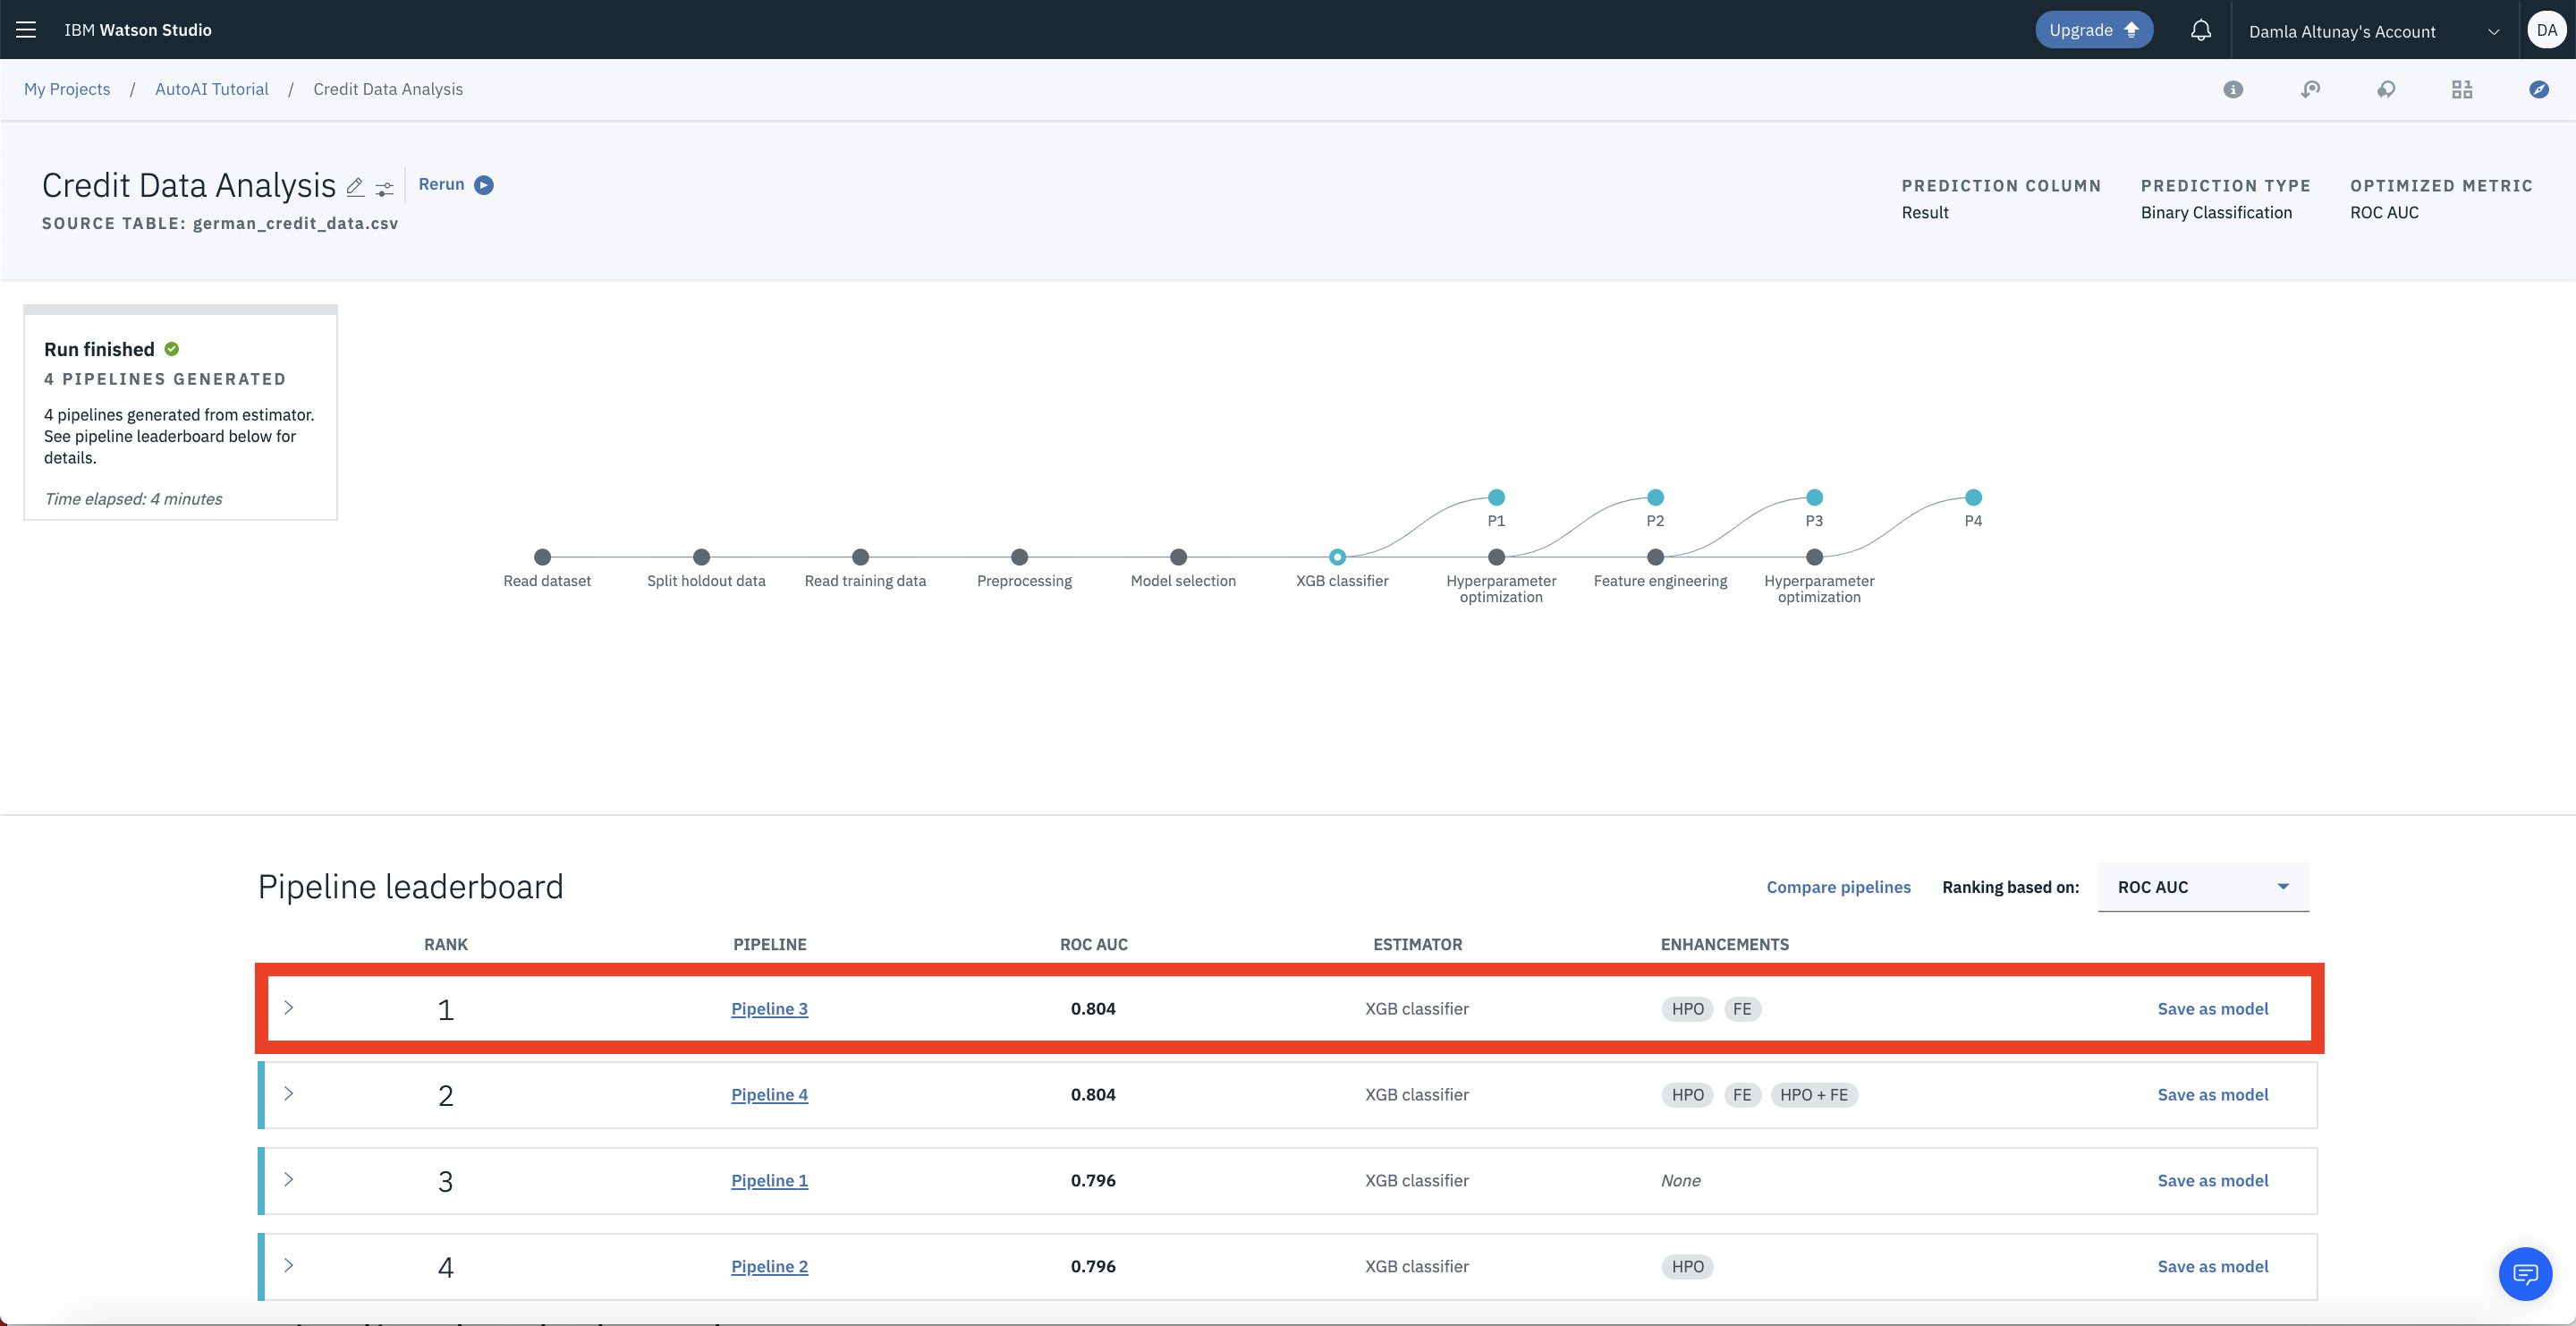 IBM Watson Studio
Upgrade
Damla Altunay's Account
DA
My Projects / AutoAI Tutorial / Credit Data Analysis
Credit Data Analysis
Rerun
SOURCE TABLE: german_credit_data.csv
PREDICTION COLUMN
Result
PREDICTION TYPE
Binary Classification
OPTIMIZED METRIC
ROC AUC
Run finished
4 PIPELINES GENERATED
4 pipelines generated from estimator.
See pipeline leaderboard below for
details.
Time elapsed: 4 minutes
P1
P2
P3
P4
Read dataset
Split holdout data
Read training data
Preprocessing
Model selection
XGB classifier
Hyperparameter
optimization
Feature engineering
Hyperparameter
optimization
Pipeline leaderboard
Compare pipelines
Ranking based on:
ROC AUC
RANK PIPELINE ROC AUC ESTIMATOR ENHANCEMENTS
1 Pipeline 3 0.804 XGB classifier HPO FE Save as model
2 Pipeline 4 0.804 XGB classifier HPO FE HPO + FE Save as model
3 Pipeline 1 0.796 XGB classifier None Save as model
4 Pipeline 2 0.796 XGB classifier HPO Save as model